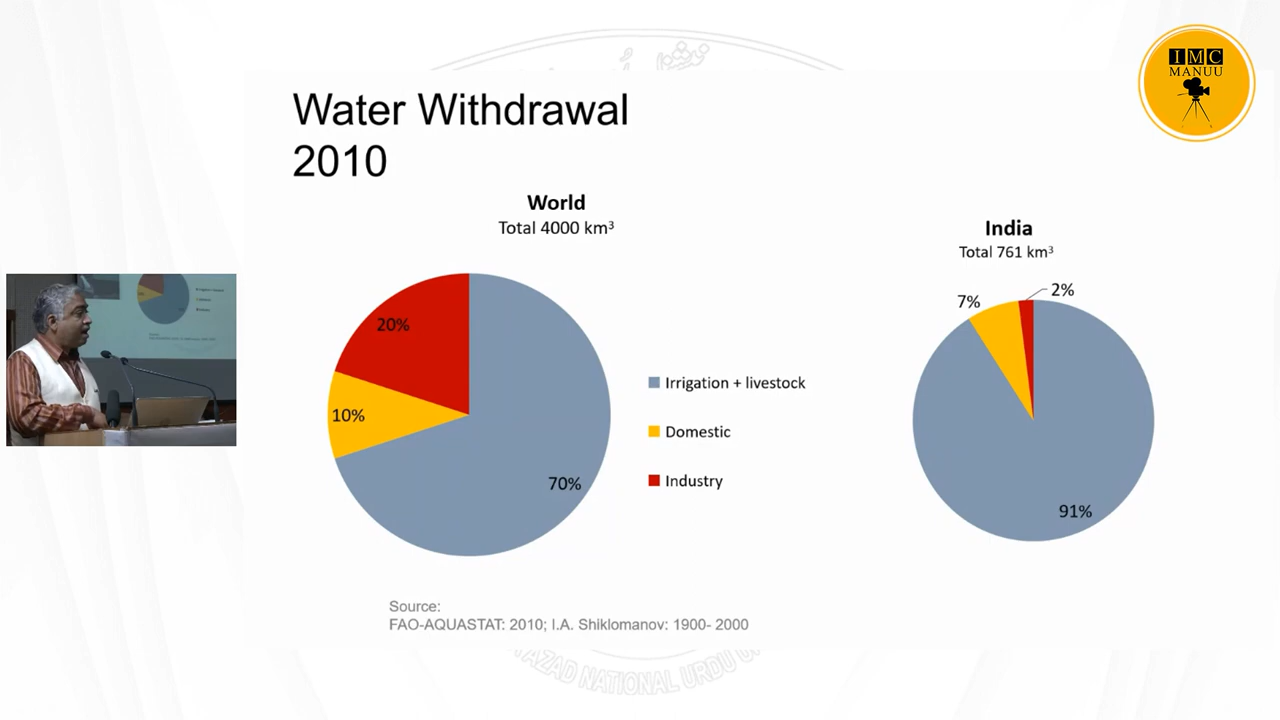 نیشنل اُر
IMC
MANUU
Water Withdrawal
2010
World
Total 4000 km³
India
Total 761 km³
20%
10%
70%
Irrigation + livestock
Domestic
Industry
7%
2%
91%
Source:
FAO-AQUASTAT: 2010; I.A. Shiklomanov: 1900- 2000
AZAD NATIONAL URDU